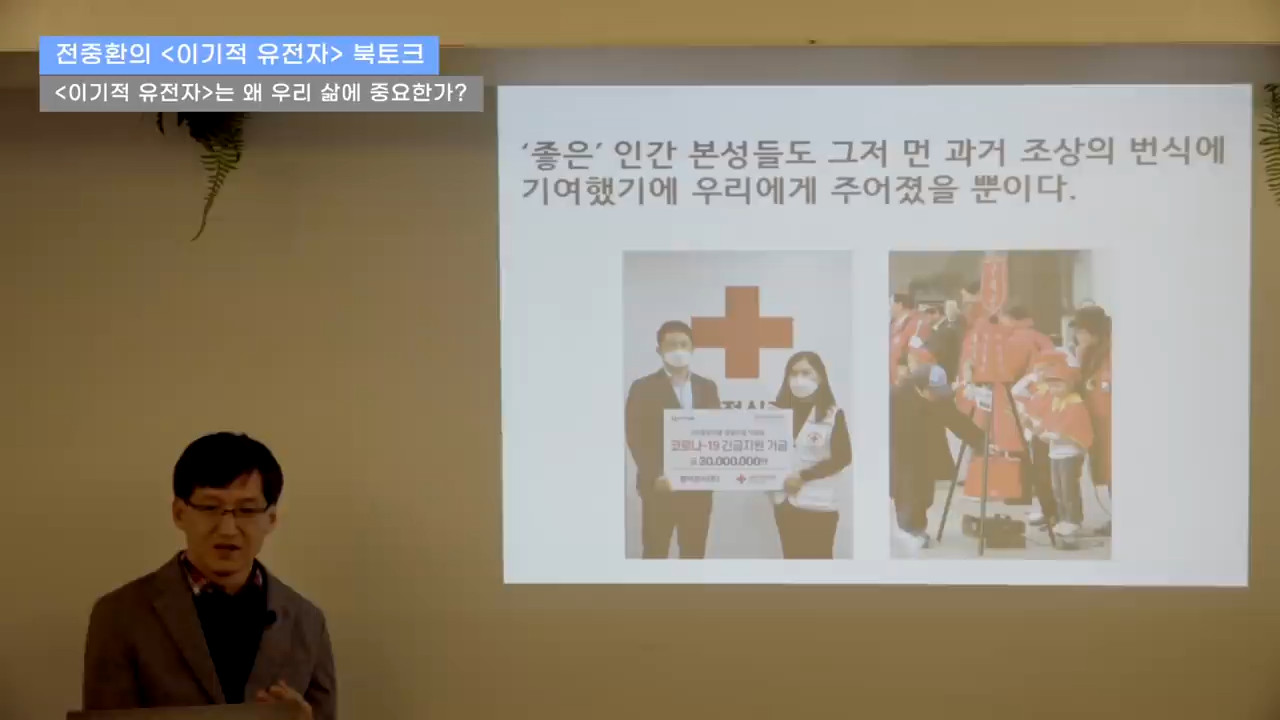 전중환의 <이기적 유전자> 북토크
<이기적 유전자>는 왜 우리 삶에 중요한가?
‘좋은’ 인간 본성들도 그저 먼 과거 조상의 번식에
기여했기에 우리에게 주어졌을 뿐이다.
코로나-19 긴급지원 기금
30,000,000